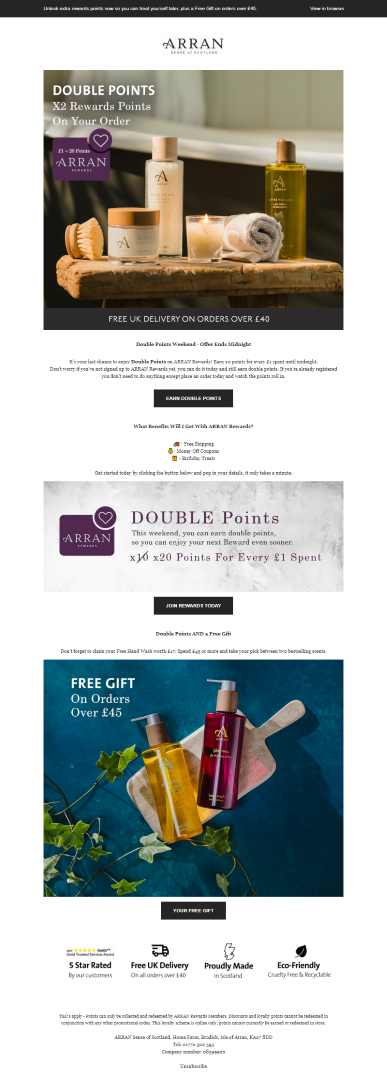 Unlock extra rewards points now so you can treat yourself later, plus a Free Gift on orders over £45.
View in browser
ARRAN
SENSE of SCOTLAND
DOUBLE POINTS
X2 Rewards Points
On Your Order
£1 = 20 Points
ARRAN
REWARDS
FREE UK DELIVERY ON ORDERS OVER £40
Double Points Weekend - Offer Ends Midnight
It's your last chance to enjoy Double Points on ARRAN Rewards! Earn 20 points for every £1 spent until midnight.
Don't worry if you've not signed up to ARRAN Rewards yet, you can do it today and still earn double points. If you're already registered
you don't need to do anything except place an order today and watch the points roll in.
EARN DOUBLE POINTS
What Benefits Will I Get With ARRAN Rewards?
🚚 - Free Shipping
💰 - Money Off Coupons
🎁 - Birthday Treats
Get started today by clicking the button below and pop in your details, it only takes a minute.
ARRAN
REWARDS
DOUBLE Points
This weekend, you can earn double points,
so you can enjoy your next Reward even sooner.
x10 x20 Points For Every £1 Spent
JOIN REWARDS TODAY
Double Points AND a Free Gift
Don't forget to claim your Free Hand Wash worth £17. Spend £45 or more and take your pick between two bestselling scents.
FREE GIFT
On Orders
Over £45
YOUR FREE GIFT
Gold Trusted Service Award
5 Star Rated
By our customers
Free UK Delivery
On all orders over £40
Proudly Made
In Scotland
Eco-Friendly
Cruelty Free & Recyclable
T&C's apply - Points can only be collected and redeemed by ARRAN Rewards Members. Discounts and loyalty points cannot be redeemed in
conjunction with any other promotional codes. This loyalty scheme is online only, points cannot currently be earned or redeemed in store.
ARRAN Sense of Scotland, Home Farm, Brodick, Isle of Arran, KA27 8DD
Tel: 01770 302 595
Company number:
Unsubscribe